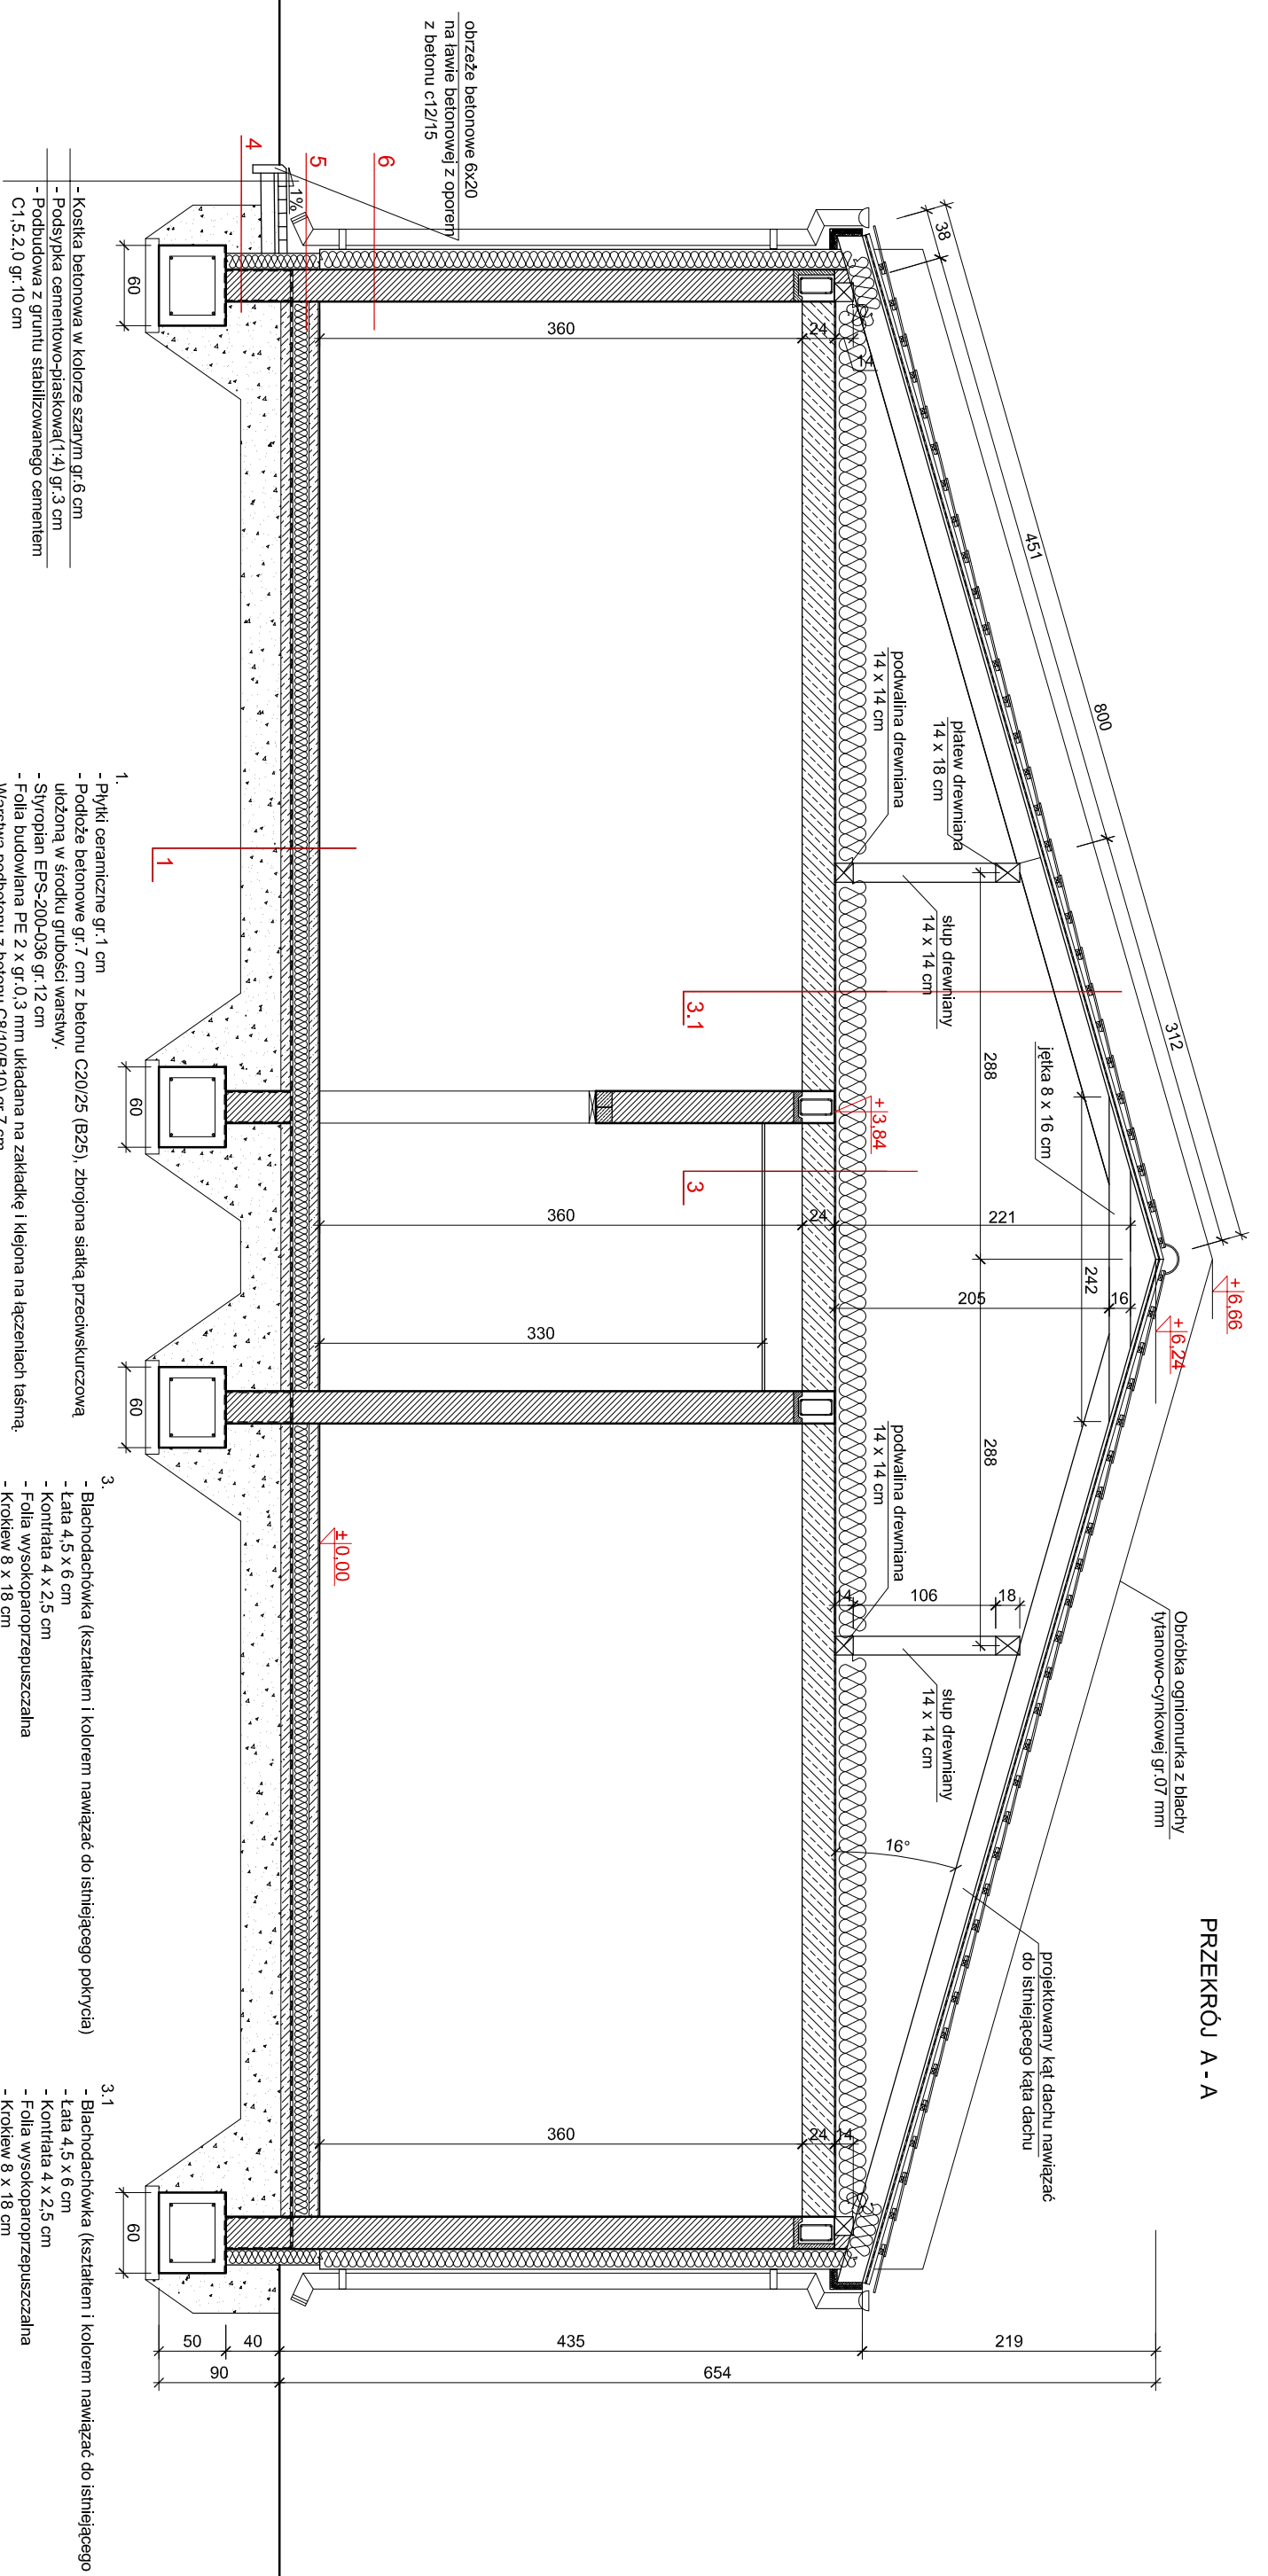 PRZEKRÓJ A - A
+6,66
+6,24
Obróbka ogniomurka z blachy
tytanowo-cynkowej gr.07 mm
projektowany kąt dachu nawiązać
do istniejącego kąta dachu
800
451
312
38
jętka 8 x 16 cm
płatew drewniana
14 x 18 cm
podwalina drewniana
14 x 14 cm
słup drewniany
14 x 14 cm
288
288
242
16
221
205
podwalina drewniana
14 x 14 cm
słup drewniany
14 x 14 cm
14
106
18
16°
+3,84
3.1
3
360
24
14
360
24
330
360
24
14
±0,00
219
435
654
40
50
90
obrzeże betonowe 6x20
na ławie betonowej z oporem
z betonu c12/15
6
5
4
1%
1
60
60
60
60
- Kostka betonowa w kolorze szarym gr.6 cm
- Podsypka cementowo-piaskowa(1:4) gr.3 cm
- Podbudowa z gruntu stabilizowanego cementem
C1,5.2,0 gr.10 cm
1.
- Płytki ceramiczne gr.1 cm
- Podłoże betonowe gr.7 cm z betonu C20/25 (B25), zbrojona siatką przeciwskurczową
ułożoną w środku grubości warstwy.
- Styropian EPS-200-036 gr.12 cm
- Folia budowlana PE 2 x gr.0,3 mm układana na zakładkę i klejona na łączeniach taśmą.
- Warstwa podbetonu z betonu C8/10(B10) gr.7 cm
3.
- Blachodachówka (kształtem i kolorem nawiązać do istniejącego pokrycia)
- Łata 4,5 x 6 cm
- Kontrłata 4 x 2,5 cm
- Folia wysokoparoprzepuszczalna
- Krokiew 8 x 18 cm
3.1
- Blachodachówka (kształtem i kolorem nawiązać do istniejącego
- Łata 4,5 x 6 cm
- Kontrłata 4 x 2,5 cm
- Folia wysokoparoprzepuszczalna
- Krokiew 8 x 18 cm